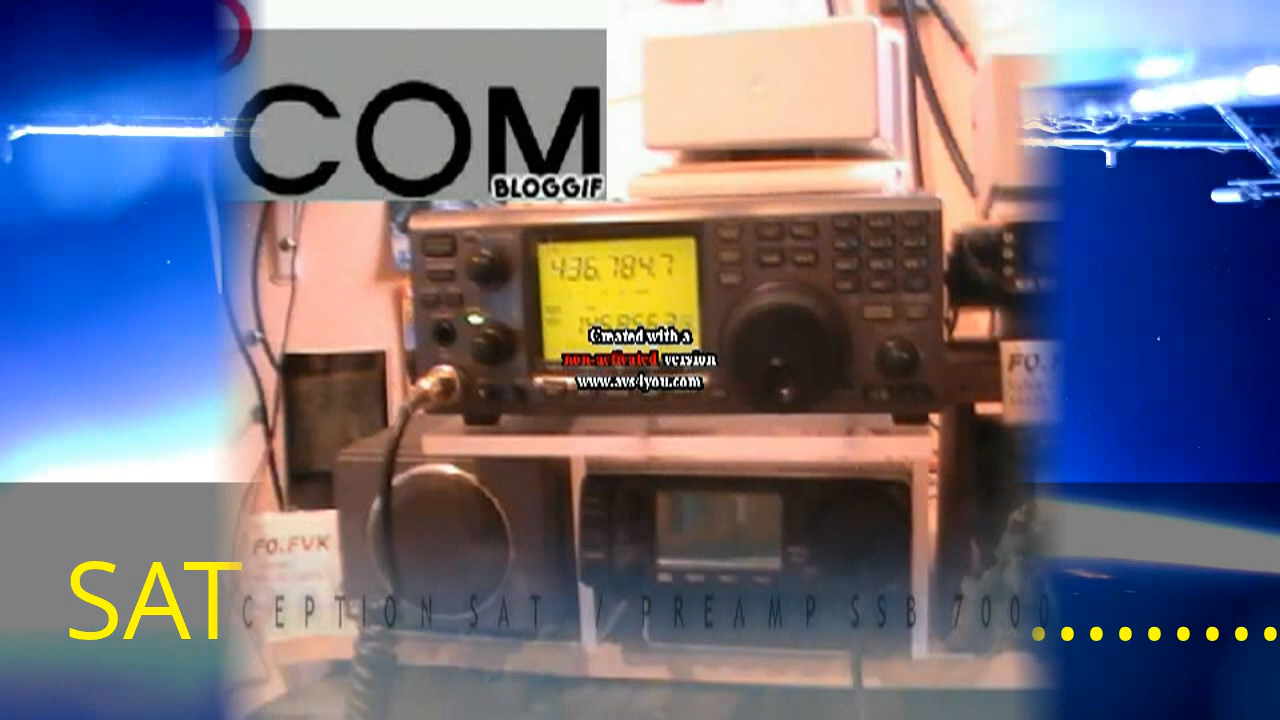 COM
BLOGGIF
436.784.7
Created with a
non-activated version
www.avs4you.com
FO.FVK
SAT
CEPTION SAT / PREAMP SSB 7000